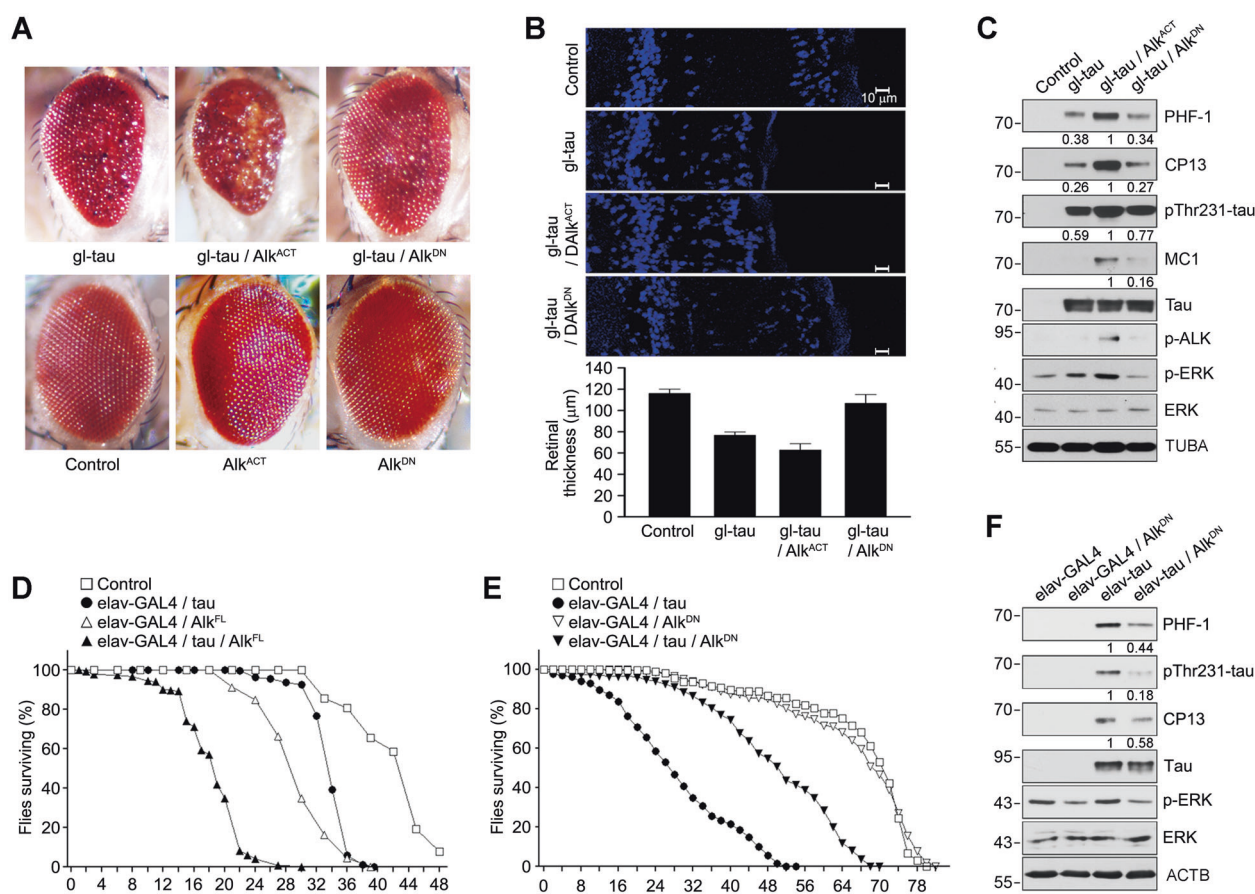 A
gl-tau
gl-tau / Alk^ACT
gl-tau / Alk^DN
Control
Alk^ACT
Alk^DN
B
Control
10 μm
gl-tau
gl-tau / DAlk^ACT
gl-tau / DAlk^DN
Retinal thickness (μm)
140
120
100
80
60
40
20
0
Control
gl-tau
gl-tau / Alk^ACT
gl-tau / Alk^DN
C
Control
gl-tau
gl-tau / Alk^ACT
gl-tau / Alk^DN
70- PHF-1
0.38 1 0.34
70- CP13
0.26 1 0.27
70- pThr231-tau
0.59 1 0.77
MC1
1 0.16
70- Tau
95- p-ALK
40- p-ERK
40- ERK
55- TUBA
D
Control
elav-GAL4 / tau
elav-GAL4 / Alk^FL
elav-GAL4 / tau / Alk^FL
Flies surviving (%)
100
80
60
40
20
0
0 4 8 12 16 20 24 28 32 36 40 44 48
E
Control
elav-GAL4 / tau
elav-GAL4 / Alk^DN
elav-GAL4 / tau / Alk^DN
Flies surviving (%)
100
80
60
40
20
0
0 8 16 24 32 40 48 56 64 70 78
F
elav-GAL4
elav-GAL4 / Alk^DN
elav-tau
elav-tau / Alk^DN
70- PHF-1
1 0.44
70- pThr231-tau
1 0.18
70- CP13
1 0.58
95- Tau
43- p-ERK
43- ERK
43- ACTB